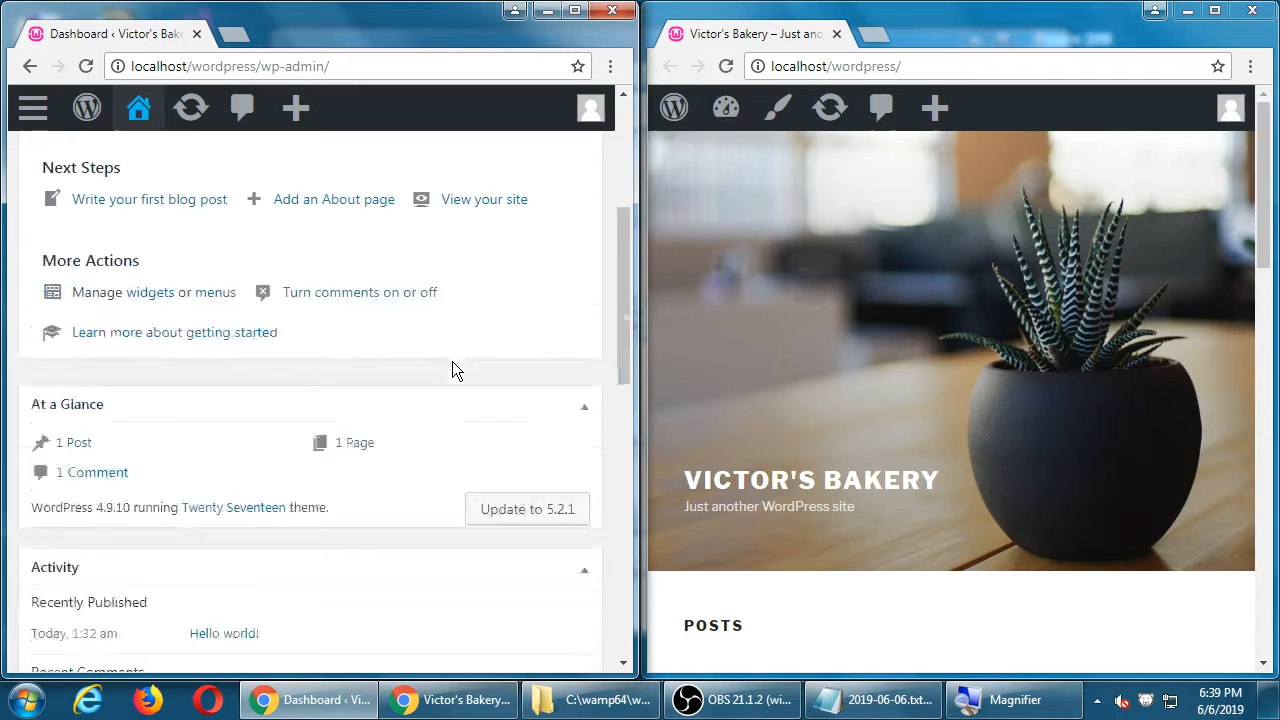 Dashboard ‹ Victor's Bak
localhost/wordpress/wp-admin/
Next Steps
Write your first blog post
Add an About page
View your site
More Actions
Manage widgets or menus
Turn comments on or off
Learn more about getting started
At a Glance
1 Post
1 Page
1 Comment
WordPress 4.9.10 running Twenty Seventeen theme.
Update to 5.2.1
Activity
Recently Published
Today, 1:32 am
Hello world!
Recent Comments
Victor's Bakery – Just ano
localhost/wordpress/
VICTOR'S BAKERY
Just another WordPress site
POSTS
Dashboard ‹ Vi...
Victor's Bakery...
C:\wamp64\w...
OBS 21.1.2 (wi...
2019-06-06.txt...
Magnifier
6:39 PM
6/6/2019